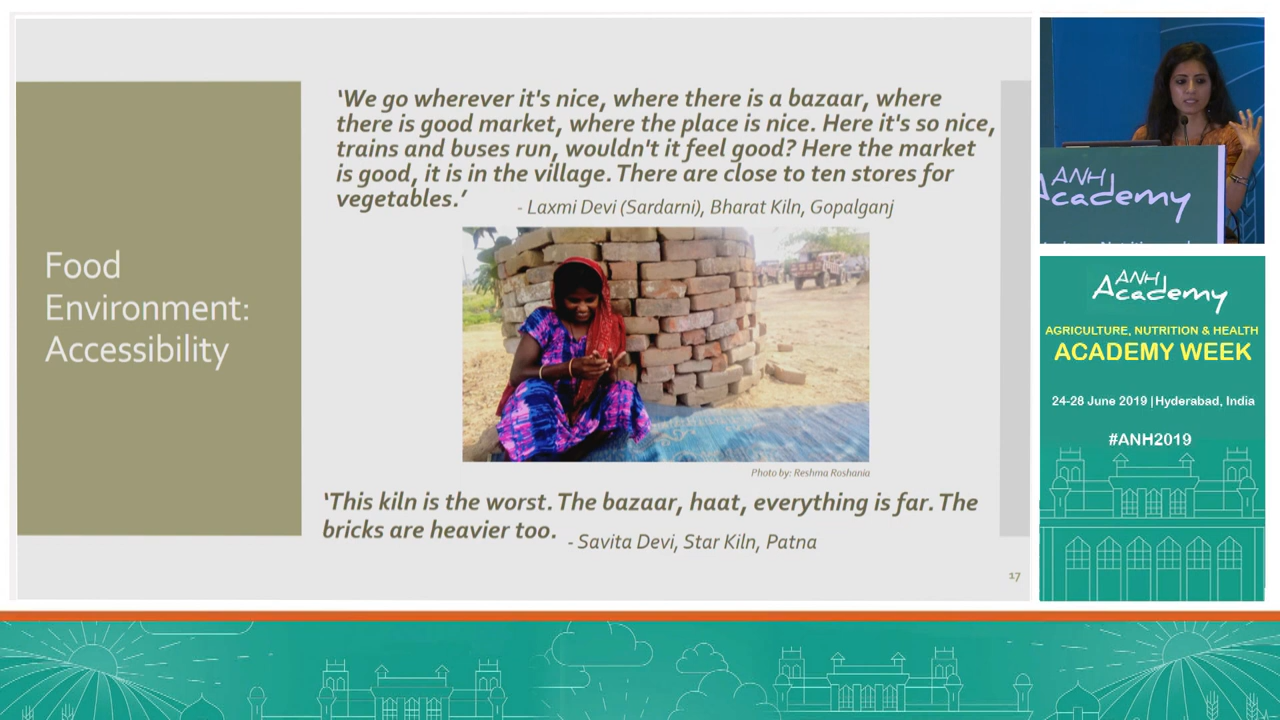 Food
Environment:
Accessibility
‘We go wherever it's nice, where there is a bazaar, where
there is good market, where the place is nice. Here it's so nice,
trains and buses run, wouldn't it feel good? Here the market
is good, it is in the village. There are close to ten stores for
vegetables.’
- Laxmi Devi (Sardarni), Bharat Kiln, Gopalganj
Photo by: Reshma Roshania
‘This kiln is the worst. The bazaar, haat, everything is far. The
bricks are heavier too.
- Savita Devi, Star Kiln, Patna
17
ANH
Academy
ANH
Academy
AGRICULTURE, NUTRITION & HEALTH
ACADEMY WEEK
24-28 June 2019 | Hyderabad, India
#ANH2019